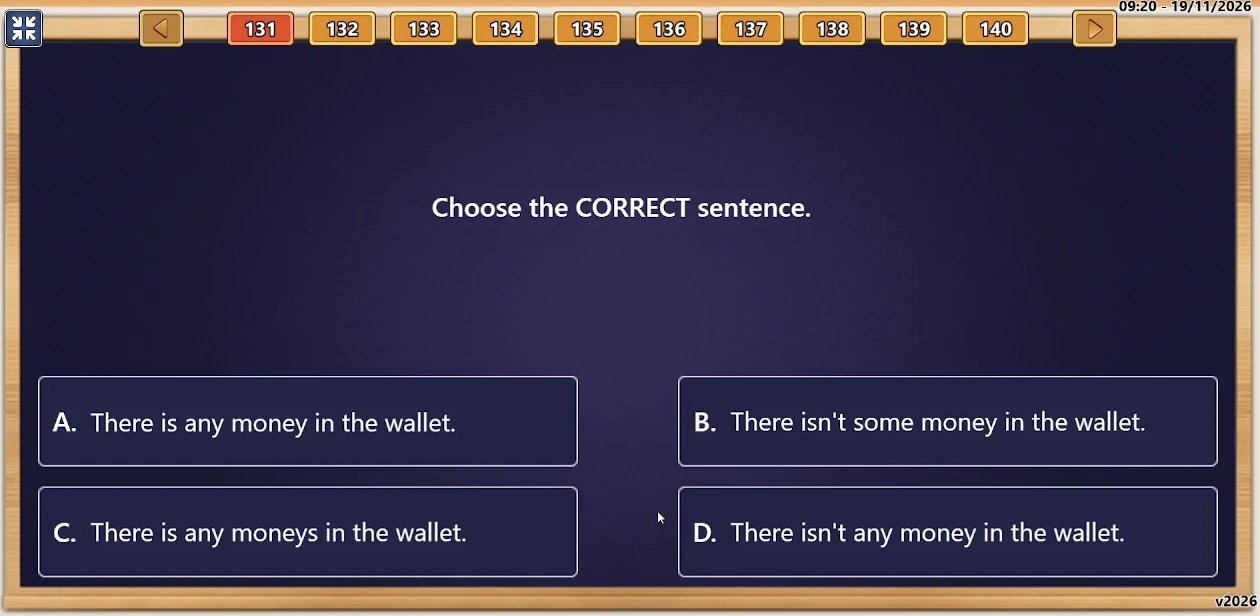 09:20 - 19/11/2026
131 132 133 134 135 136 137 138 139 140
Choose the CORRECT sentence.
A. There is any money in the wallet.
B. There isn't some money in the wallet.
C. There is any moneys in the wallet.
D. There isn't any money in the wallet.
v2026